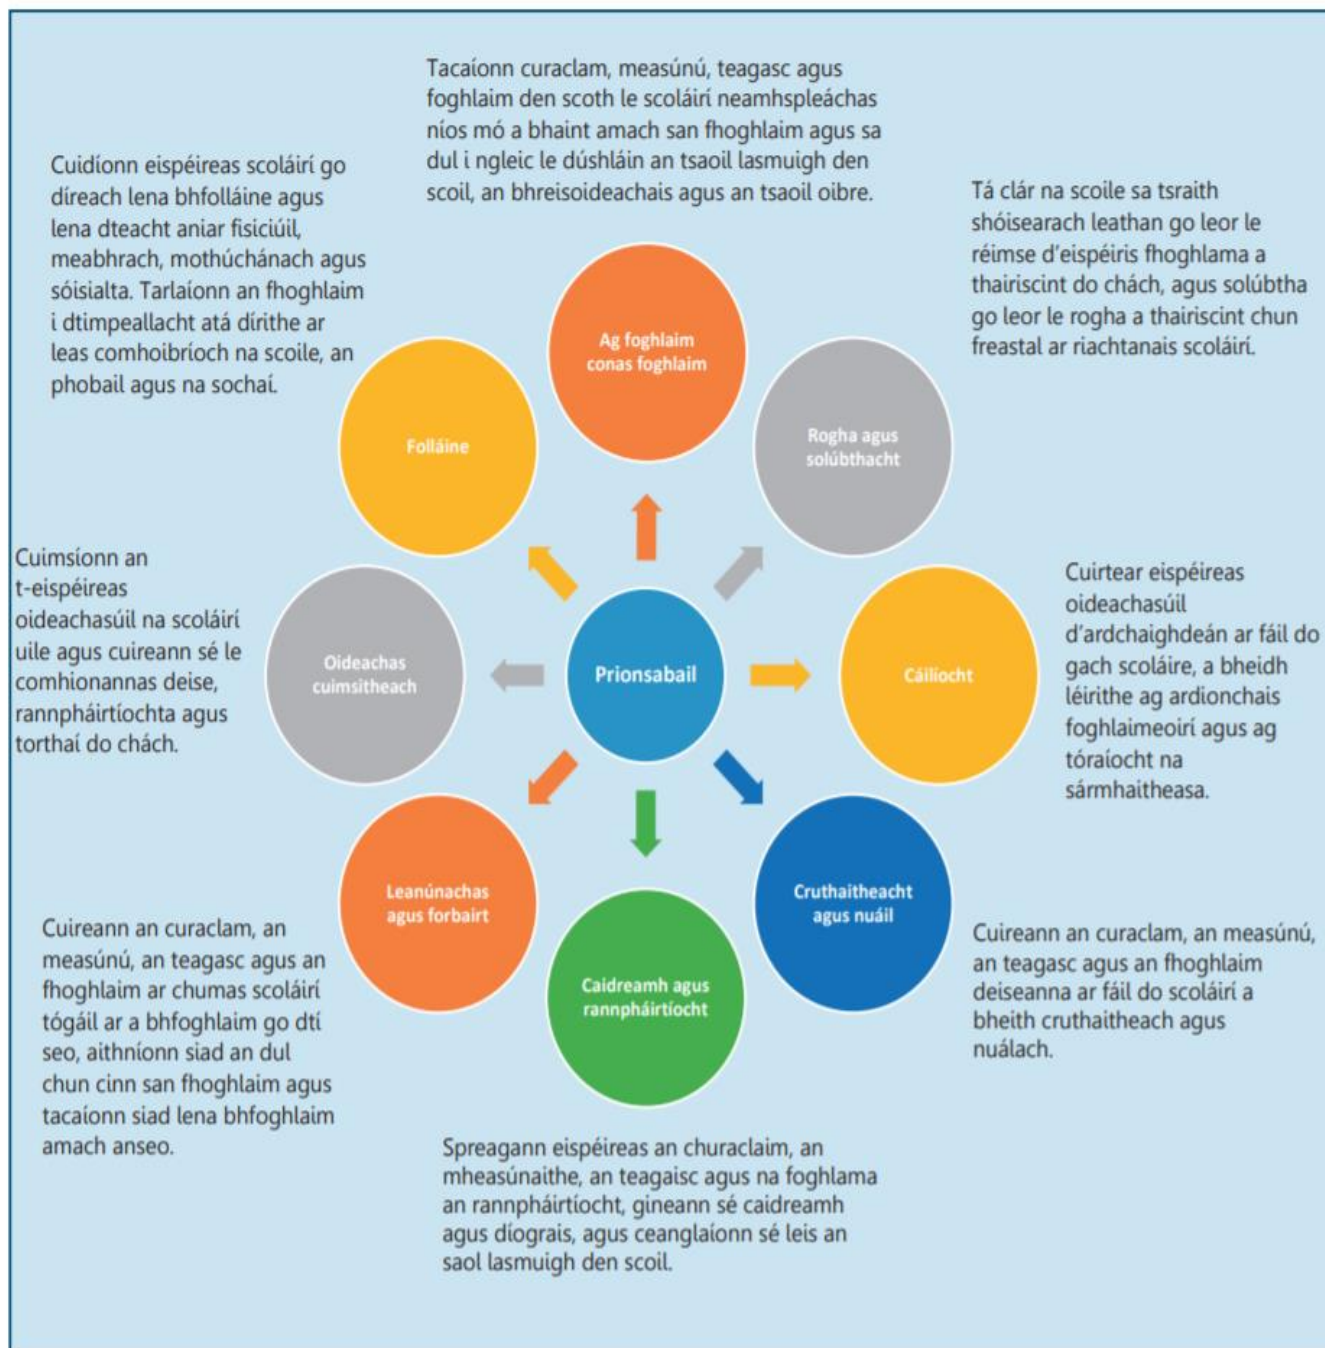 Tacaíonn curaclam, measúnú, teagasc agus
foghlaim den scoth le scoláirí neamhspleáchas
níos mó a bhaint amach san fhoghlaim agus sa
dul i ngleic le dúshláin an tsaoil lasmuigh den
scoil, an bhreisoideachais agus an tsaoil oibre.
Cuidíonn eispéireas scoláirí go
díreach lena bhfolláine agus
lena dteacht aniar fisiciúil,
meabhrach, mothúchánach agus
sóisialta. Tarlaíonn an fhoghlaim
i dtimpeallacht atá dírithe ar
leas comhoibríoch na scoile, an
phobail agus na sochaí.
Tá clár na scoile sa tsraith
shóisearach leathan go leor le
réimse d'eispéiris fhoghlama a
thairiscint do chách, agus solúbtha
go leor le rogha a thairiscint chun
freastal ar riachtanais scoláirí.
Ag foghlaim
conas foghlaim
Folláine
Rogha agus
solúbthacht
Cuimsíonn an
t-eispéireas
oideachasúil na scoláirí
uile agus cuireann sé le
comhionannas deise,
rannpháirtíochta agus
torthaí do chách.
Oideachas
cuimsitheach
Prionsabail
Cáilíocht
Cuirtear eispéireas
oideachasúil
d'ardchaighdeán ar fáil do
gach scoláire, a bheidh
léirithe ag ardionchais
foghlaimeoirí agus ag
tóraíocht na
sármhaitheasa.
Leanúnachas
agus forbairt
Caidreamh agus
rannpháirtíocht
Cruthaitheacht
agus nuáil
Cuireann an curaclam, an
measúnú, an teagasc agus an
fhoghlaim ar chumas scoláirí
tógáil ar a bhfoghlaim go dtí
seo, aithníonn siad an dul
chun cinn san fhoghlaim agus
tacaíonn siad lena bhfoghlaim
amach anseo.
Cuireann an curaclam, an measúnú,
an teagasc agus an fhoghlaim
deiseanna ar fáil do scoláirí a
bheith cruthaitheach agus
nuálach.
Spreagann eispéireas an churaclaim, an
mheasúnaithe, an teagaisc agus na foghlama
an rannpháirtíocht, gineann sé caidreamh
agus díograis, agus ceanglaíonn sé leis an
saol lasmuigh den scoil.